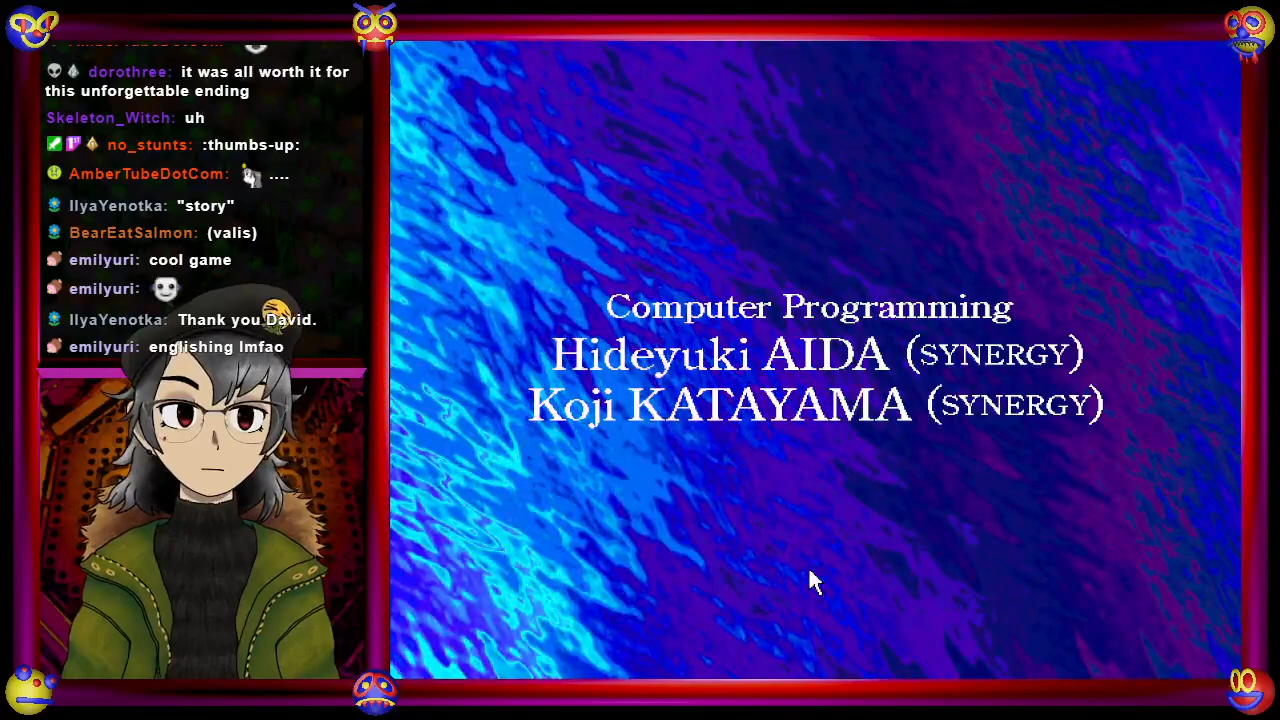 dorothree: it was all worth it for
this unforgettable ending
Skeleton_Witch: uh
no_stunts: :thumbs-up:
AmberTubeDotCom: ....
IlyaYenotka: "story"
BearEatSalmon: (valis)
emilyuri: cool game
emilyuri:
IlyaYenotka: Thank you David.
emilyuri: englishing lmfao
Computer Programming
Hideyuki AIDA (SYNERGY)
Koji KATAYAMA (SYNERGY)